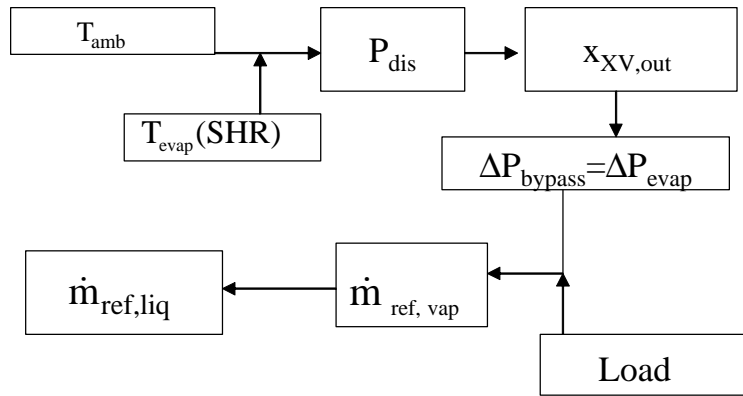 T_amb
P_dis
x_XV,out
T_evap(SHR)
ΔP_bypass=ΔP_evap
ṁ_ref,liq
ṁ_ref, vap
Load